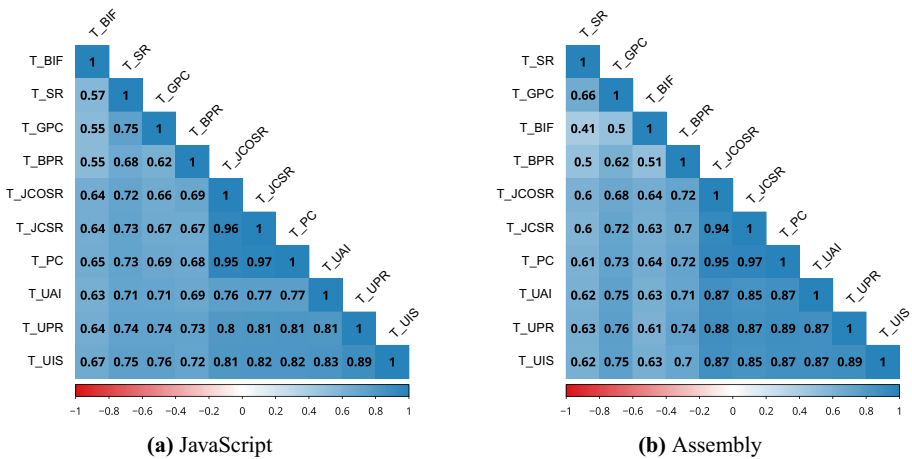 T_BIF
T_SR
T_GPC
T_BPR
T_JCOSR
T_JCSR
T_PC
T_UAI
T_UPR
T_UIS
T_BIF 1
T_SR 0.57 1
T_GPC 0.55 0.75 1
T_BPR 0.55 0.68 0.62 1
T_JCOSR 0.64 0.72 0.66 0.69 1
T_JCSR 0.64 0.73 0.67 0.67 0.96 1
T_PC 0.65 0.73 0.69 0.68 0.95 0.97 1
T_UAI 0.63 0.71 0.71 0.69 0.76 0.77 0.77 1
T_UPR 0.64 0.74 0.74 0.73 0.8 0.81 0.81 0.81 1
T_UIS 0.67 0.75 0.76 0.72 0.81 0.82 0.82 0.83 0.89 1
−1 −0.8 −0.6 −0.4 −0.2 0 0.2 0.4 0.6 0.8 1
(a) JavaScript
T_SR
T_GPC
T_BIF
T_BPR
T_JCOSR
T_JCSR
T_PC
T_UAI
T_UPR
T_UIS
T_SR 1
T_GPC 0.66 1
T_BIF 0.41 0.5 1
T_BPR 0.5 0.62 0.51 1
T_JCOSR 0.6 0.68 0.64 0.72 1
T_JCSR 0.6 0.72 0.63 0.7 0.94 1
T_PC 0.61 0.73 0.64 0.72 0.95 0.97 1
T_UAI 0.62 0.75 0.63 0.71 0.87 0.85 0.87 1
T_UPR 0.63 0.76 0.61 0.74 0.88 0.87 0.89 0.87 1
T_UIS 0.62 0.75 0.63 0.7 0.87 0.85 0.87 0.87 0.89 1
−1 −0.8 −0.6 −0.4 −0.2 0 0.2 0.4 0.6 0.8 1
(b) Assembly